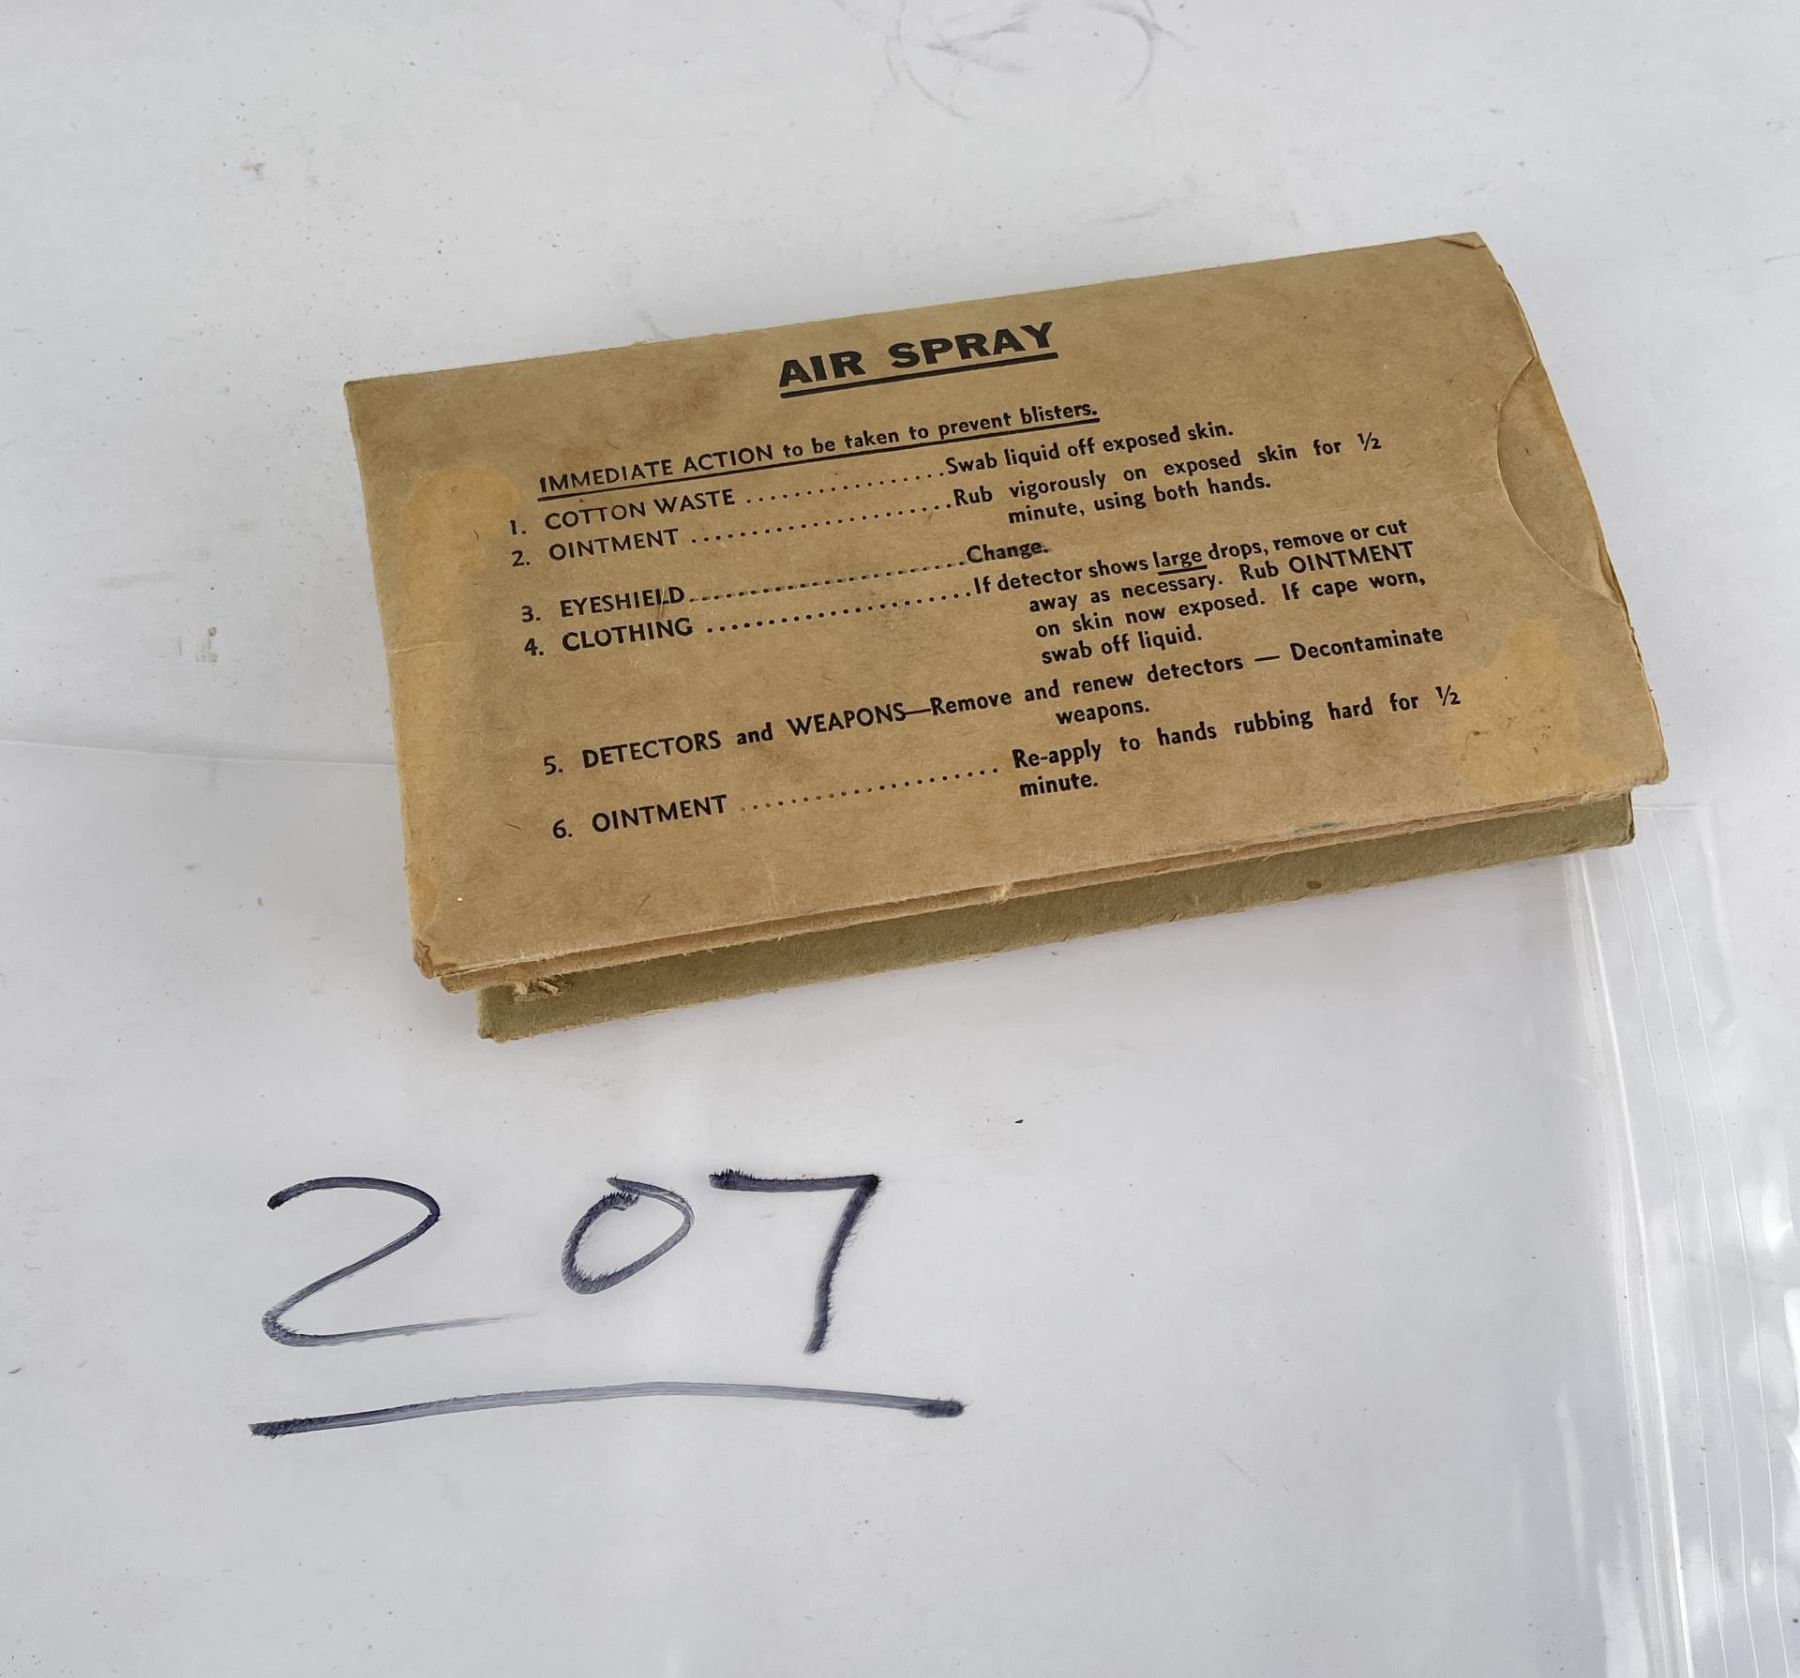 AIR SPRAY
IMMEDIATE ACTION to be taken to prevent blisters.
1. COTTON WASTE .................Swab liquid off exposed skin.
2. OINTMENT ......................Rub vigorously on exposed skin for ½
minute, using both hands.
3. EYESHIELD.......................Change.
4. CLOTHING .......................If detector shows large drops, remove or cut
away as necessary. Rub OINTMENT
on skin now exposed. If cape worn,
swab off liquid.
5. DETECTORS and WEAPONS—Remove and renew detectors — Decontaminate
weapons.
6. OINTMENT ...................... Re-apply to hands rubbing hard for ½
minute.
207